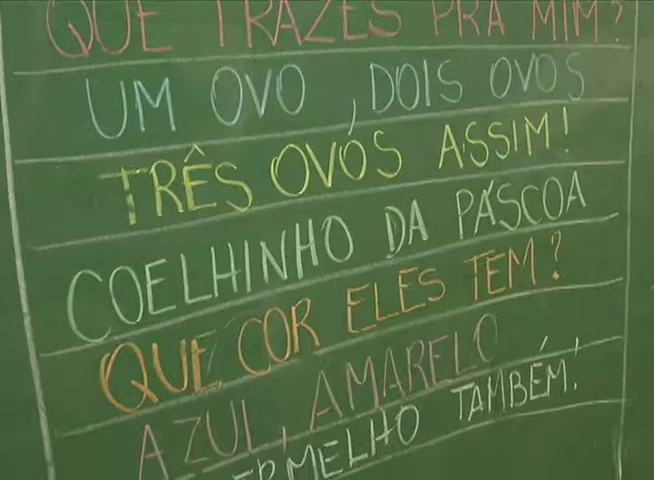 QUE TRAZES PRA MIM?
UM OVO, DOIS OVOS
TRÊS OVOS ASSIM!
COELHINHO DA PÁSCOA
QUE COR ELES TEM?
AZUL, AMARELO
ERMELHO TAMBÉM.